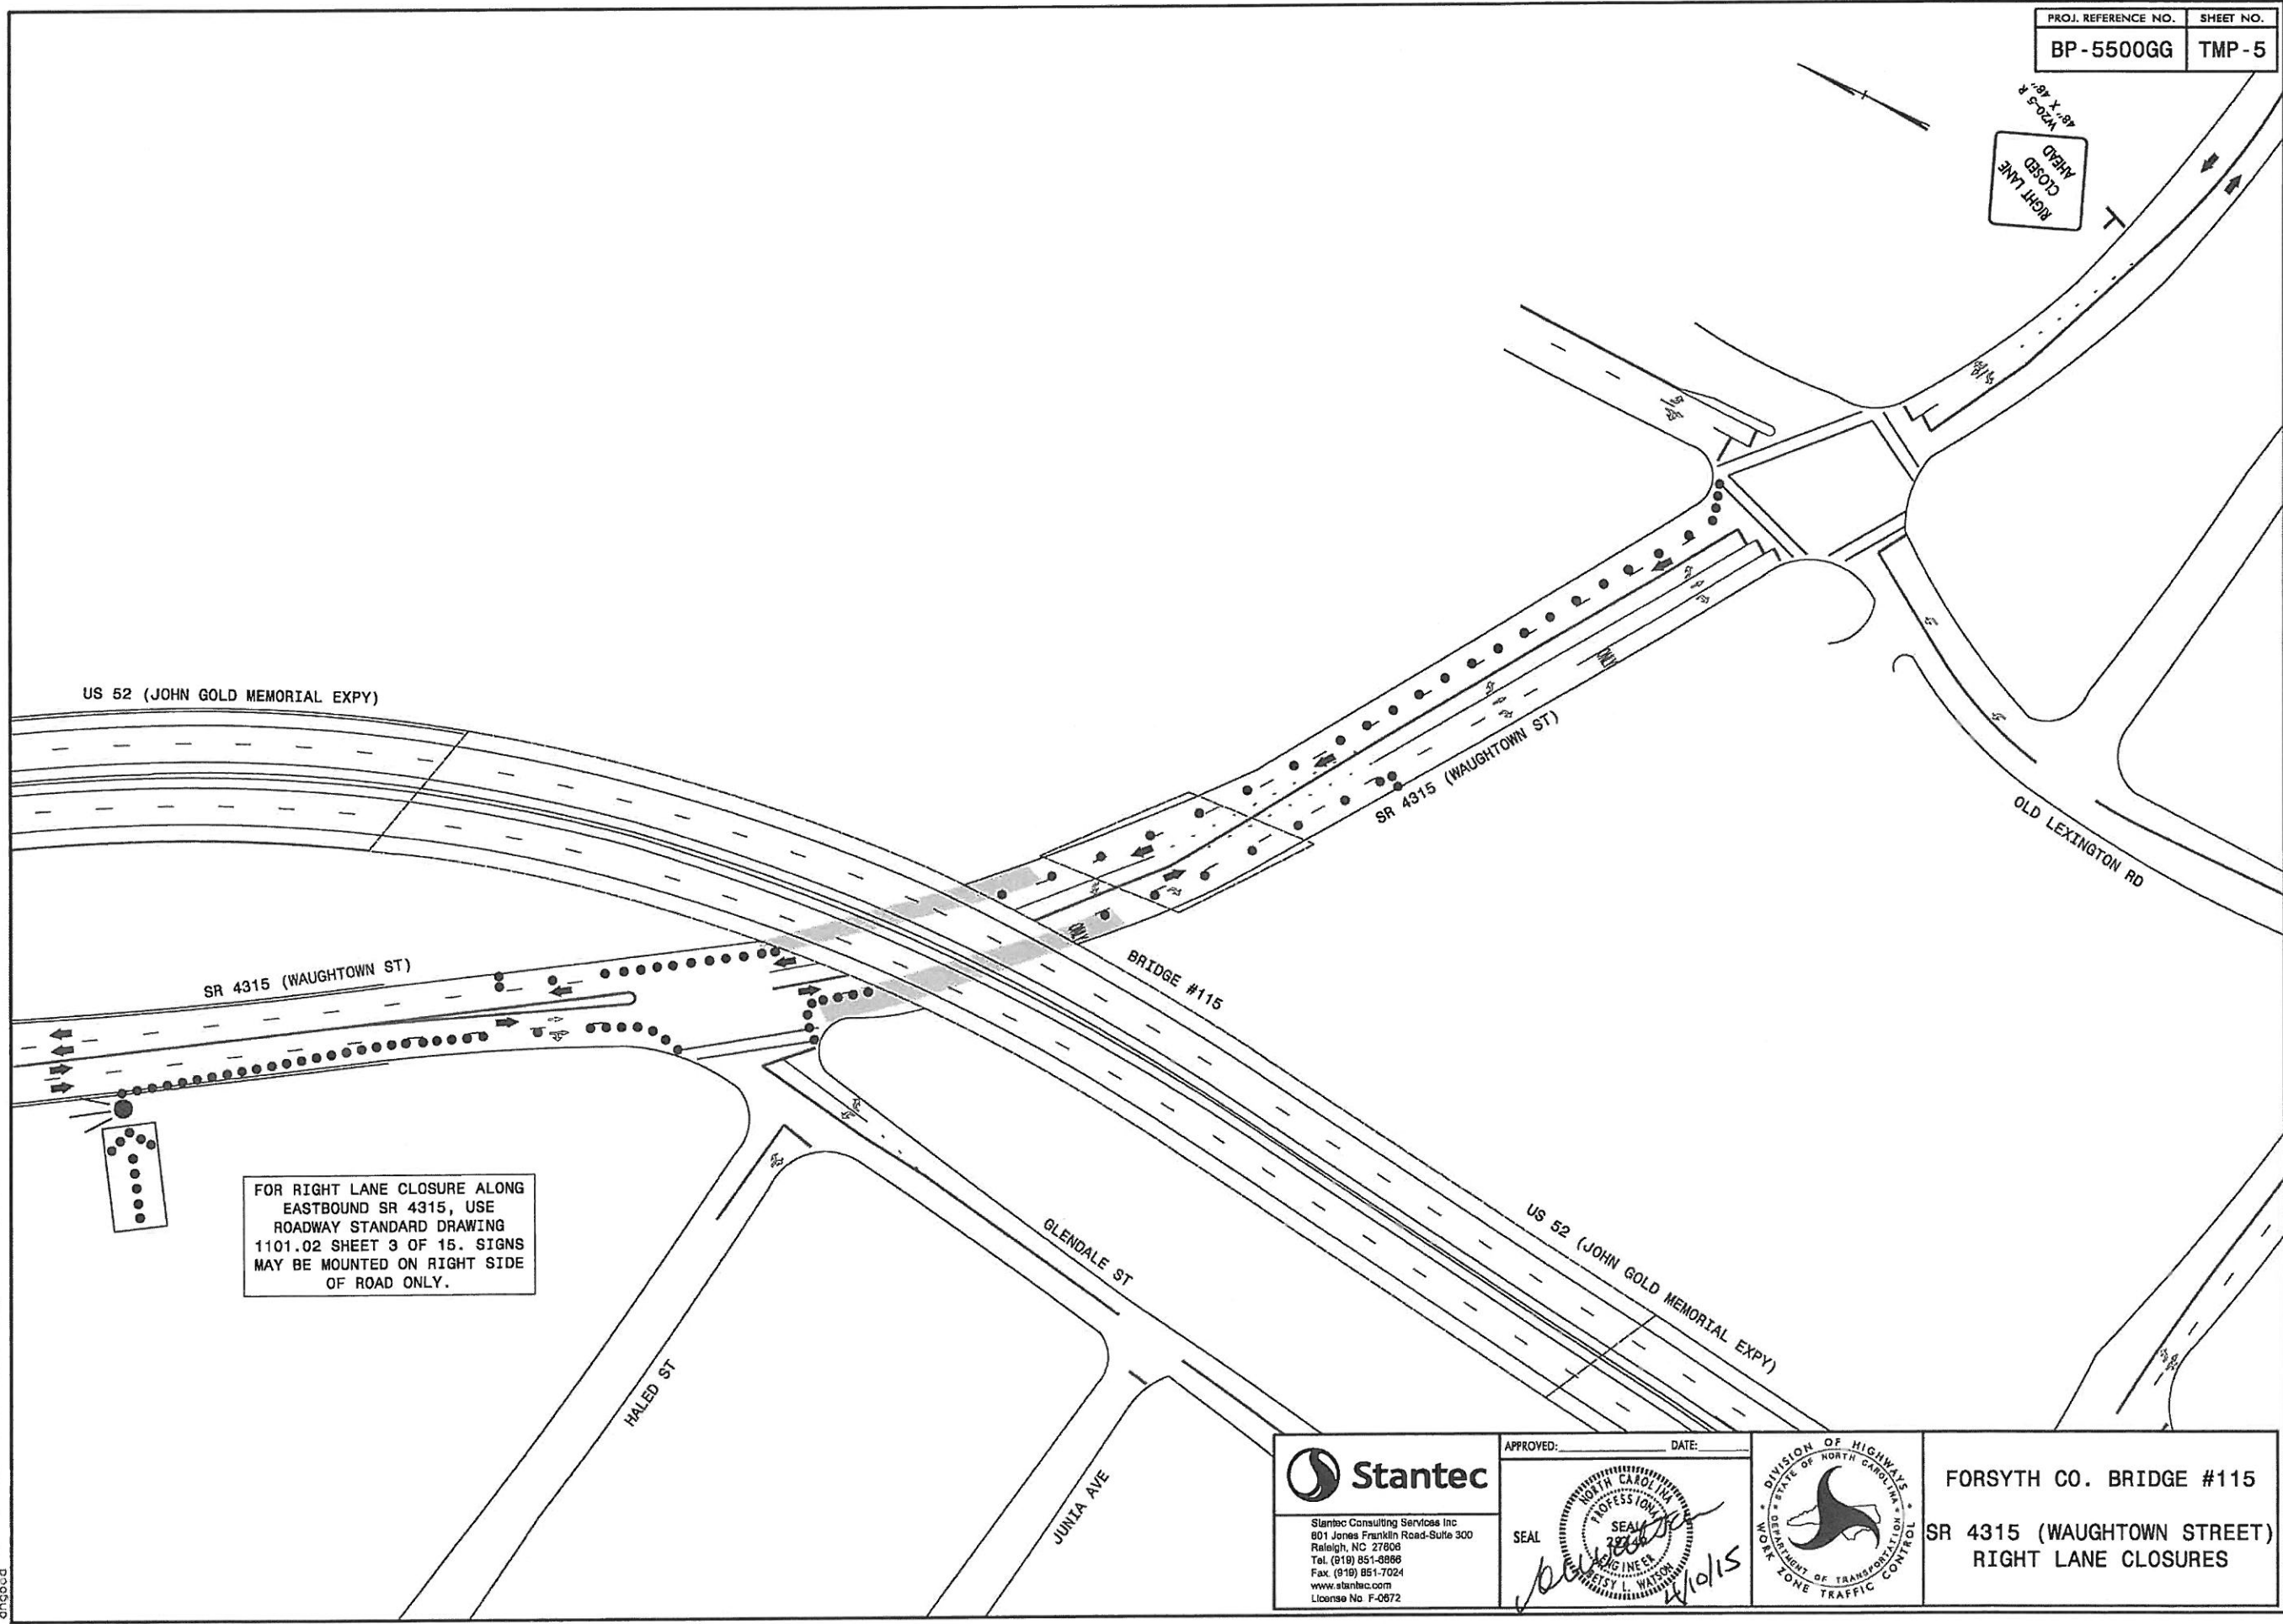 PROJ. REFERENCE NO.
SHEET NO.
BP-5500GG
TMP-5
W20-5 R
48" X 48"
RIGHT LANE
CLOSED
AHEAD
US 52 (JOHN GOLD MEMORIAL EXPY)
ONLY
SR 4315 (WAUGHTOWN ST)
OLD LEXINGTON RD
ONLY
BRIDGE #115
SR 4315 (WAUGHTOWN ST)
FOR RIGHT LANE CLOSURE ALONG
EASTBOUND SR 4315, USE
ROADWAY STANDARD DRAWING
1101.02 SHEET 3 OF 15. SIGNS
MAY BE MOUNTED ON RIGHT SIDE
OF ROAD ONLY.
GLENDALE ST
US 52 (JOHN GOLD MEMORIAL EXPY)
HALED ST
JUNIA AVE
Stantec
Stantec Consulting Services Inc
801 Jones Franklin Road-Suite 300
Raleigh, NC 27606
Tel. (919) 851-6866
Fax. (919) 851-7024
www.stantec.com
License No. F-0672
APPROVED:
DATE:
SEAL
NORTH CAROLINA
PROFESSIONAL
SEAL
ENGINEER
BETSY L. WATSON
4/10/15
DIVISION OF HIGHWAYS
STATE OF NORTH CAROLINA
DEPARTMENT OF TRANSPORTATION
WORK ZONE TRAFFIC CONTROL
FORSYTH CO. BRIDGE #115
SR 4315 (WAUGHTOWN STREET)
RIGHT LANE CLOSURES